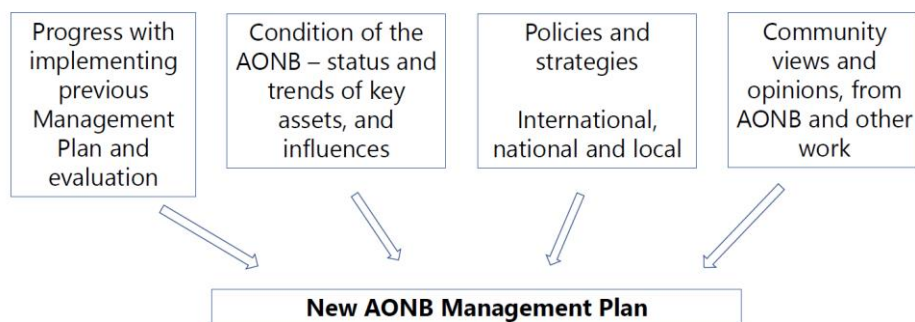 Progress with
implementing
previous
Management
Plan and
evaluation
Condition of the
AONB – status and
trends of key
assets, and
influences
Policies and
strategies
International,
national and local
Community
views and
opinions, from
AONB and other
work
New AONB Management Plan